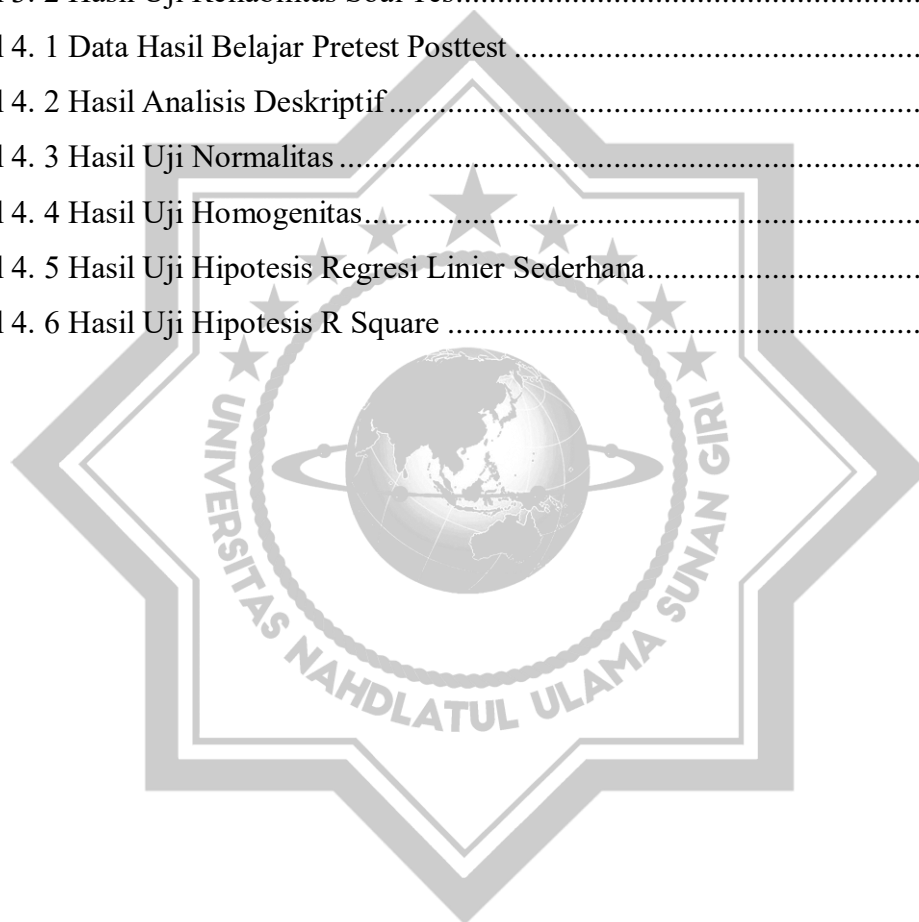 l 3. 2 Hasil Uji Reliabilitas Soal Tes..............................................................
l 4. 1 Data Hasil Belajar Pretest Posttest ......................................................
l 4. 2 Hasil Analisis Deskriptif.......................................................................
l 4. 3 Hasil Uji Normalitas .............................................................................
l 4. 4 Hasil Uji Homogenitas..........................................................................
l 4. 5 Hasil Uji Hipotesis Regresi Linier Sederhana....................................
l 4. 6 Hasil Uji Hipotesis R Square ...............................................................
UNIVERSITAS NAHDLATUL ULAMA SUNAN GIRI